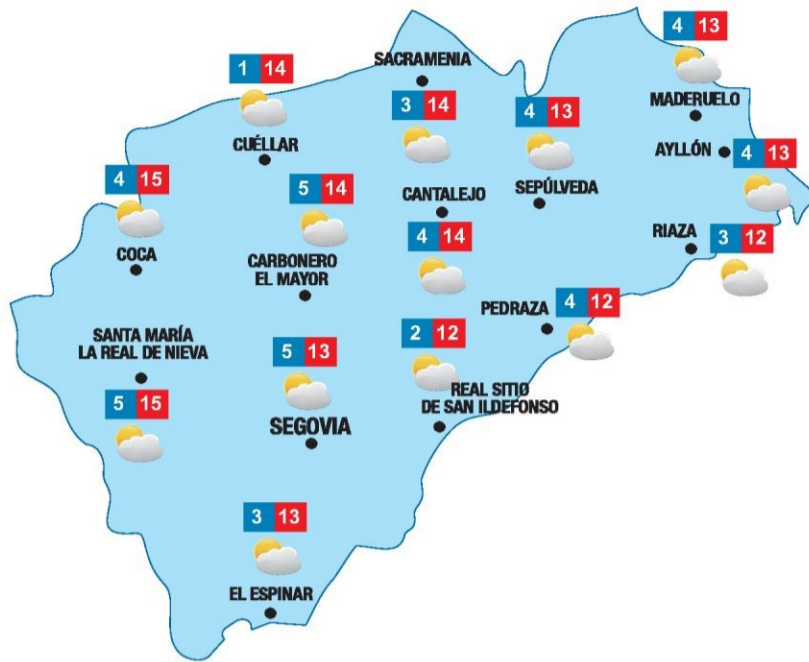 4 13
MADERUELO
1 14
CUÉLLAR
SACRAMENIA
3 14
4 13
SEPÚLVEDA
AYLLÓN
4 13
4 15
COCA
5 14
CARBONERO
EL MAYOR
CANTALEJO
4 14
RIAZA
3 12
PEDRAZA
4 12
SANTA MARÍA
LA REAL DE NIEVA
5 15
5 13
SEGOVIA
2 12
REAL SITIO
DE SAN ILDEFONSO
3 13
EL ESPINAR